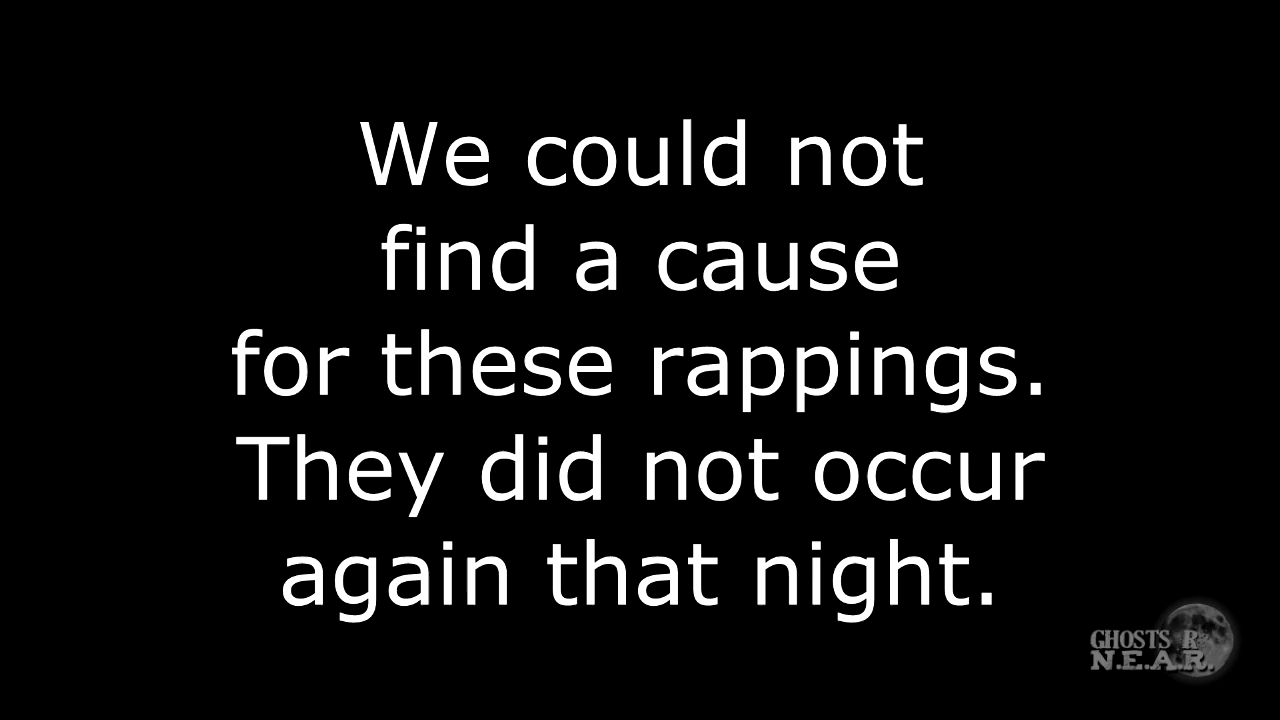 We could not
find a cause
for these rappings.
They did not occur
again that night.
GHOSTS R
N.E.A.R.